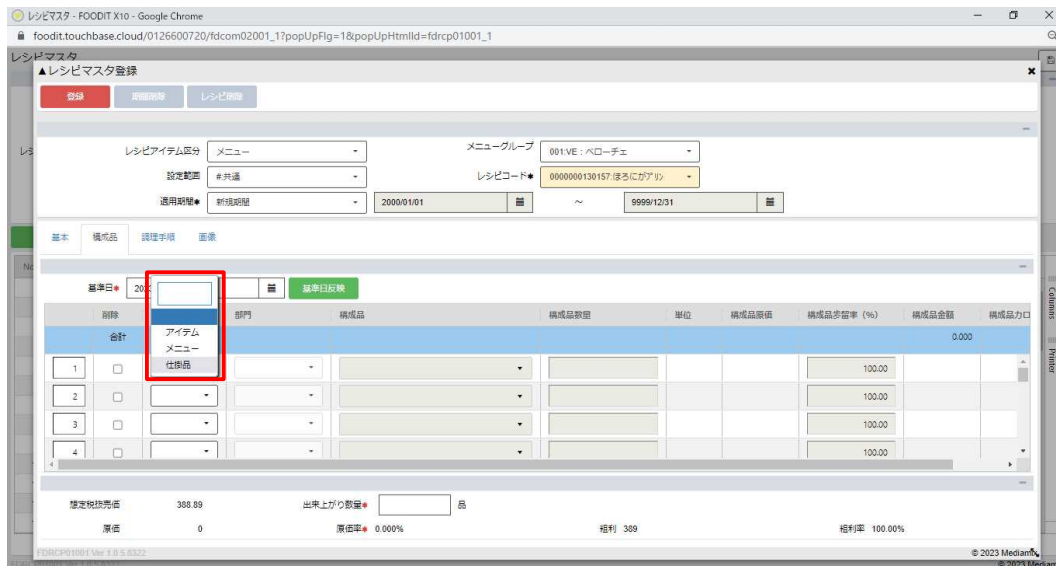 レシピマスタ - FOODIT X10 - Google Chrome
foodit.touchbase.cloud/0126600720/fdcom02001_1?popUpFlg=1&popUpHtmlId=fdrcp01001_1
レシピマスタ
▲レシピマスタ登録
登録 期間削除 レシピ削除
レシピアイテム区分 メニュー メニューグループ 001:VE:ベローチェ
設定範囲 #:共通 レシピコード* 0000000130157:ほろにがプリン
適用期間* 新規期間 2000/01/01 ~ 9999/12/31
基本 構成品 調理手順 画像
基準日* 基準日反映
削除 部門 構成品 構成品数量 単位 構成品原価 構成品歩留率 (%) 構成品金額 構成品カロ
合計 0.000
アイテム
メニュー
仕掛品
1 100.00
2 100.00
3 100.00
4 100.00
Columns
Printer
想定税抜売価 388.89 出来上がり数量* 品
原価 0 原価率* 0.000% 粗利 389 粗利率 100.00%
FDRCP01001 Ver 1.0.5.6322 © 2023 Mediamix